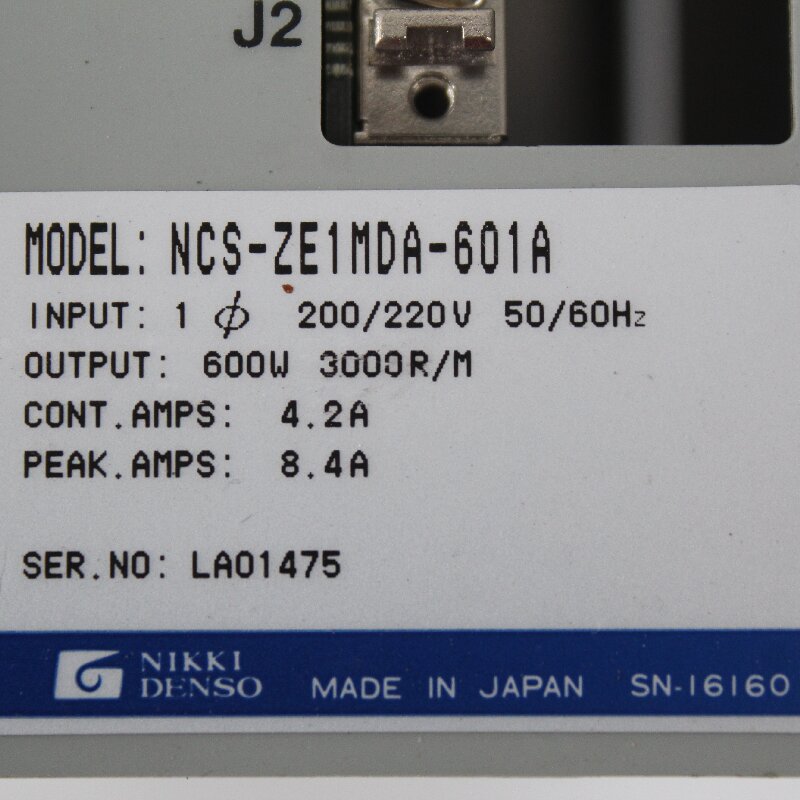 J2
MODEL: NCS-ZE1MDA-601A
INPUT: 1 ϕ 200/220V 50/60Hz
OUTPUT: 600W 3000R/M
CONT.AMPS: 4.2A
PEAK.AMPS: 8.4A
SER.NO: LA01475
NIKKI
DENSO
MADE IN JAPAN SN-16160